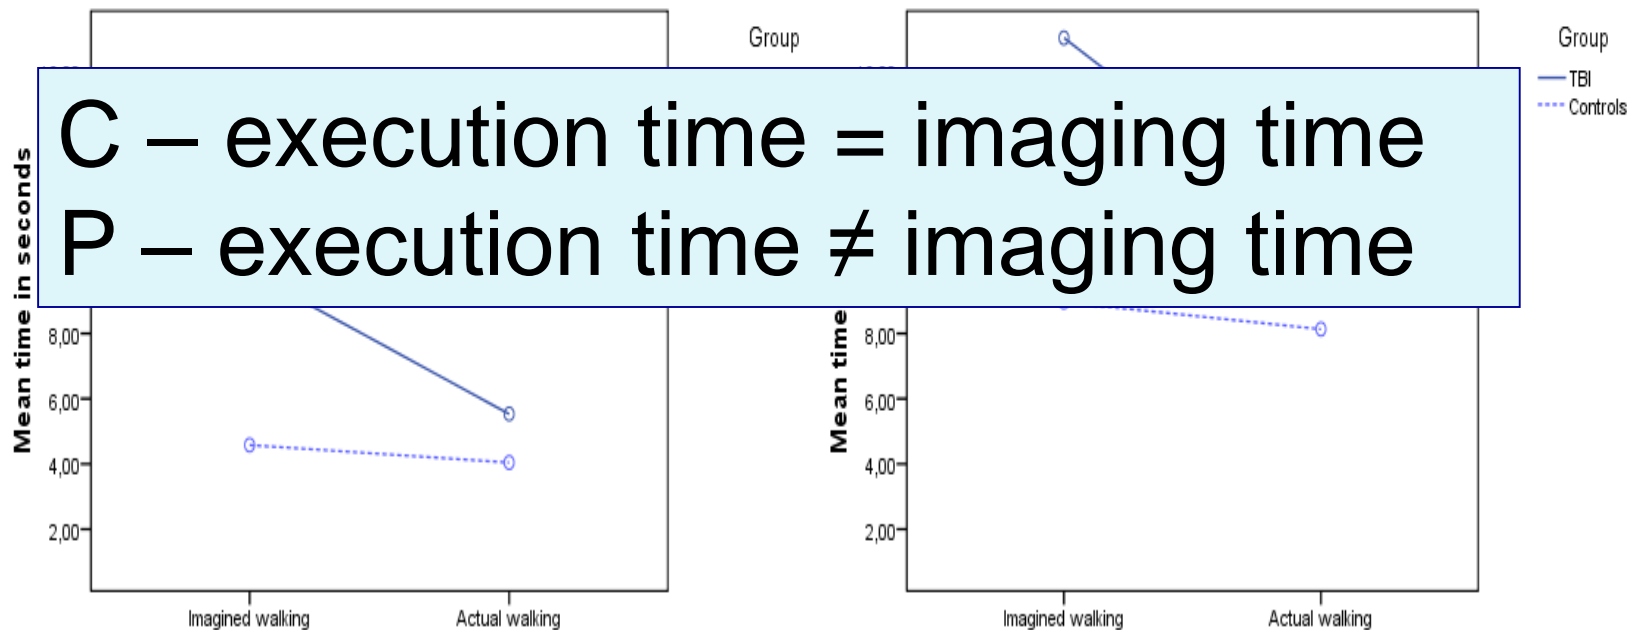 Group
Group
TBI
Controls
C – execution time = imaging time
P – execution time ≠ imaging time
Mean time in seconds
8,00
6,00
4,00
2,00
Imagined walking
Actual walking
Mean time
8,00
6,00
4,00
2,00
Imagined walking
Actual walking